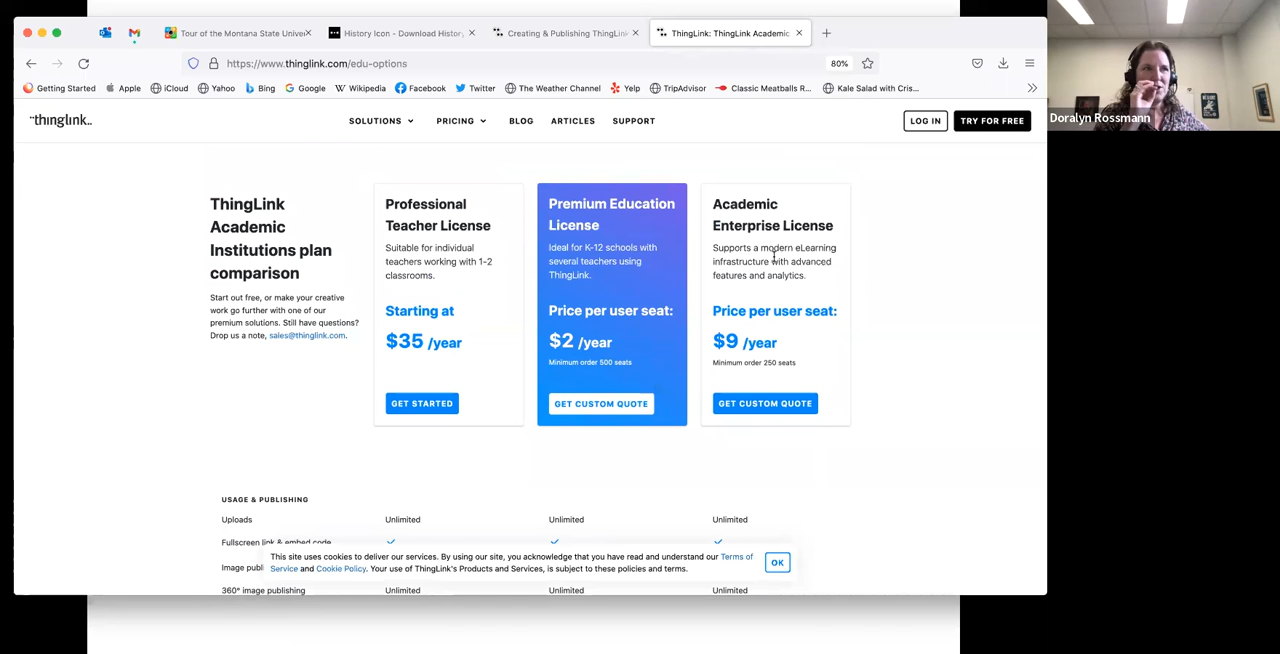 Tour of the Montana State Univer
History Icon - Download History
Creating & Publishing ThingLink
ThingLink: ThingLink Academic
https://www.thinglink.com/edu-options
80%
Getting Started
Apple
iCloud
Yahoo
Bing
Google
Wikipedia
Facebook
Twitter
The Weather Channel
Yelp
TripAdvisor
Classic Meatballs R...
Kale Salad with Cris...
Doralyn Rossmann
thinglink..
SOLUTIONS
PRICING
BLOG
ARTICLES
SUPPORT
LOG IN
TRY FOR FREE
ThingLink
Academic
Institutions plan
comparison
Start out free, or make your creative
work go further with one of our
premium solutions. Still have questions?
Drop us a note, sales@thinglink.com.
Professional
Teacher License
Suitable for individual
teachers working with 1-2
classrooms.
Starting at
$35 /year
GET STARTED
Premium Education
License
Ideal for K-12 schools with
several teachers using
ThingLink.
Price per user seat:
$2 /year
Minimum order 500 seats
GET CUSTOM QUOTE
Academic
Enterprise License
Supports a modern eLearning
infrastructure with advanced
features and analytics.
Price per user seat:
$9 /year
Minimum order 250 seats
GET CUSTOM QUOTE
USAGE & PUBLISHING
Uploads Unlimited Unlimited Unlimited
Fullscreen link & embed code
Image publi
This site uses cookies to deliver our services. By using our site, you acknowledge that you have read and understand our Terms of
Service and Cookie Policy. Your use of ThingLink's Products and Services, is subject to these policies and terms.
OK
360° image publishing Unlimited Unlimited Unlimited